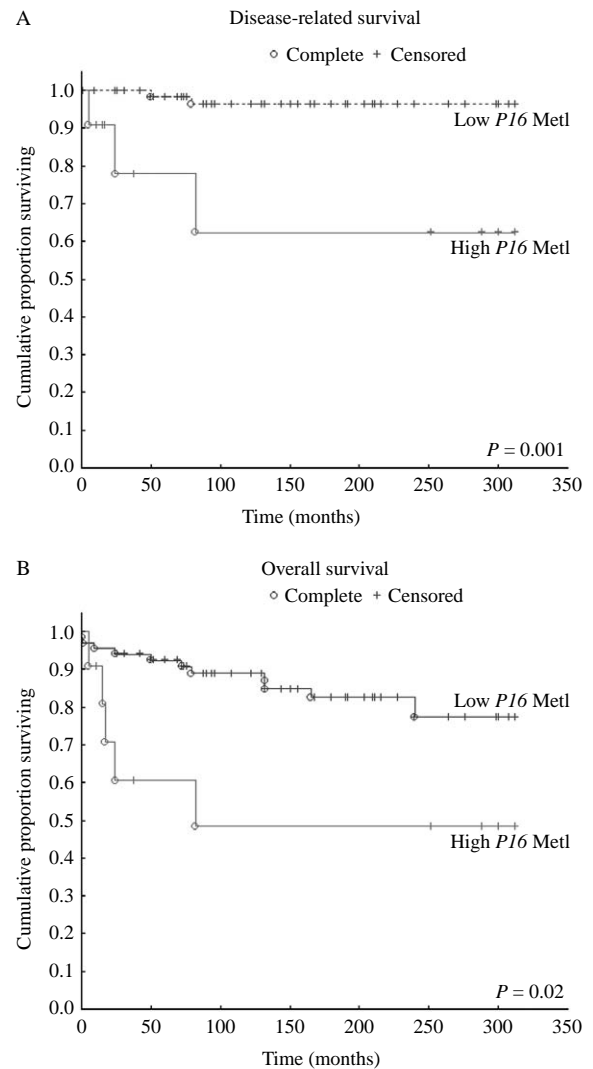 A
Disease-related survival
Complete + Censored
Cumulative proportion surviving
1.0
0.9
0.8
0.7
0.6
0.5
0.4
0.3
0.2
0.1
0.0
Low P16 Metl
High P16 Metl
P = 0.001
0 50 100 150 200 250 300 350
Time (months)
B
Overall survival
Complete + Censored
Cumulative proportion surviving
1.0
0.9
0.8
0.7
0.6
0.5
0.4
0.3
0.2
0.1
0.0
Low P16 Metl
High P16 Metl
P = 0.02
0 50 100 150 200 250 300 350
Time (months)